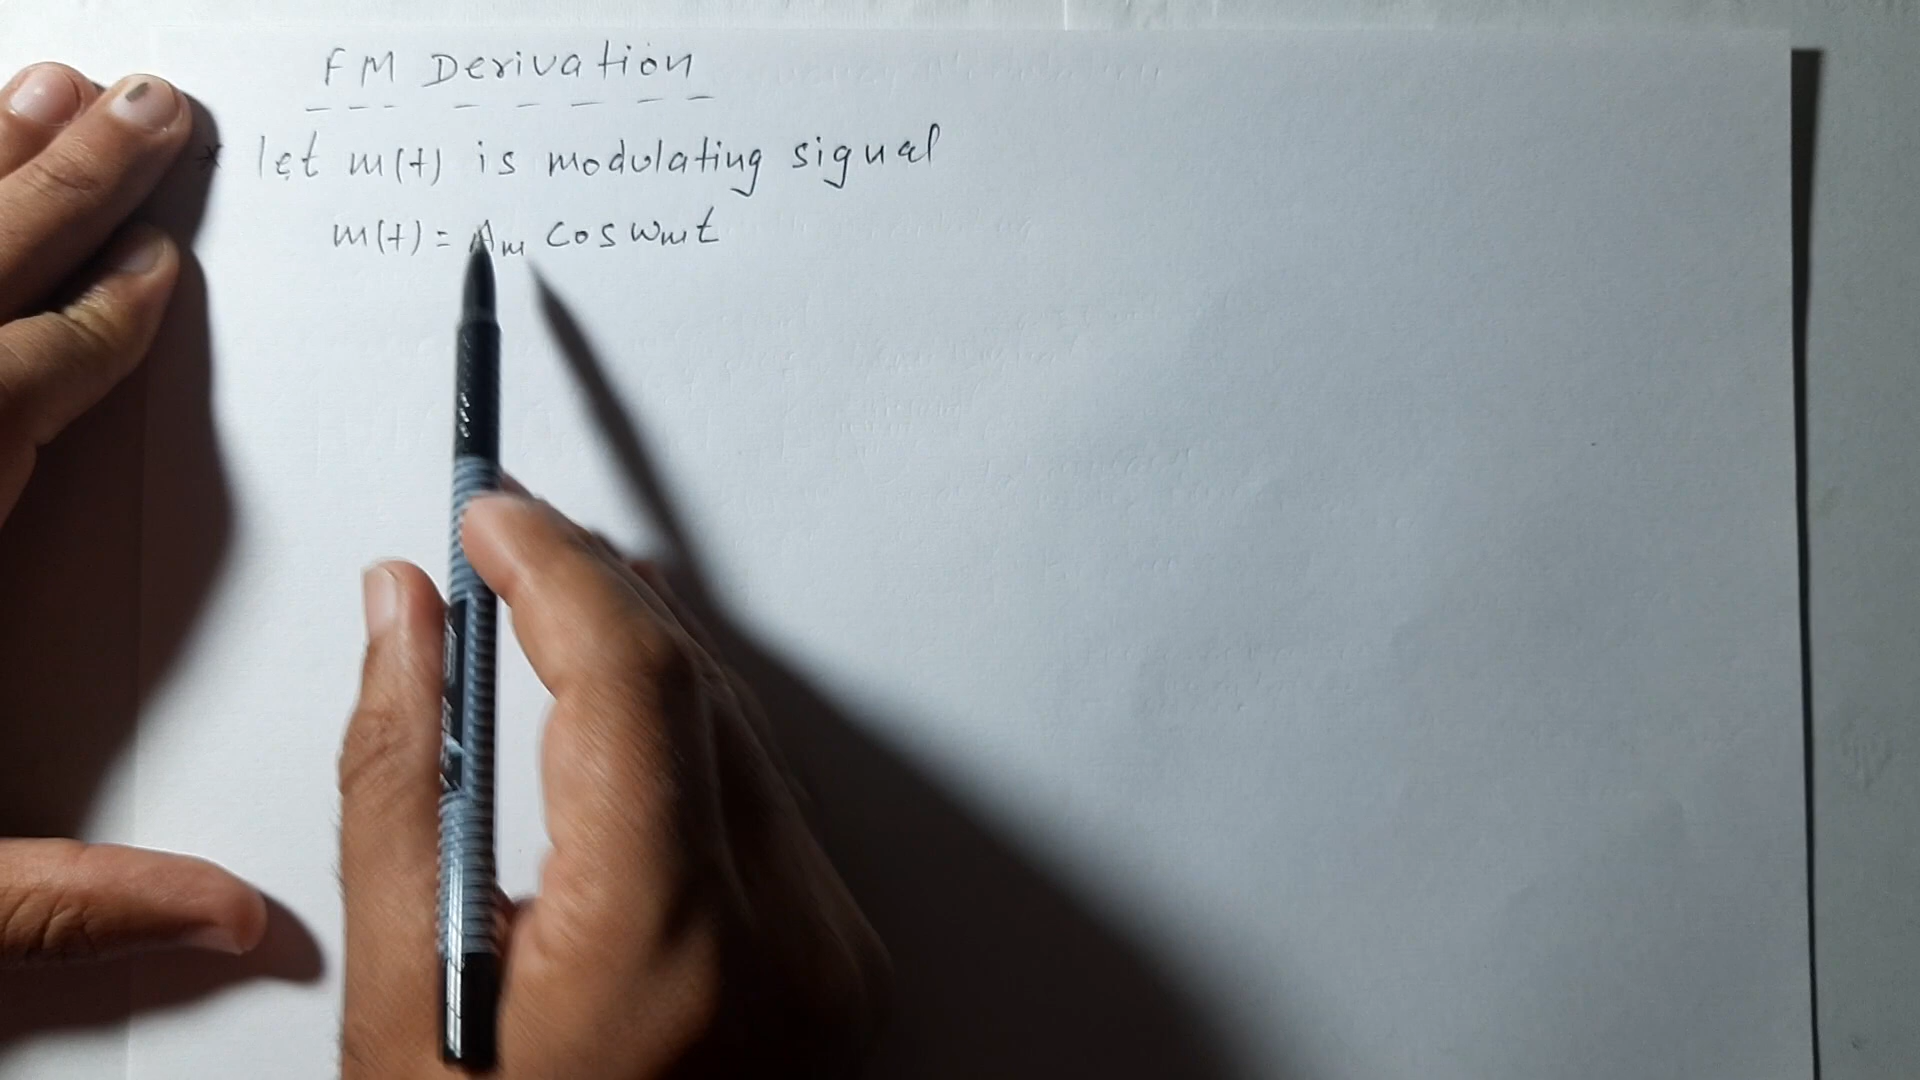 FM Derivation
* let m(t) is modulating signal
m(t) = Am cos wmt